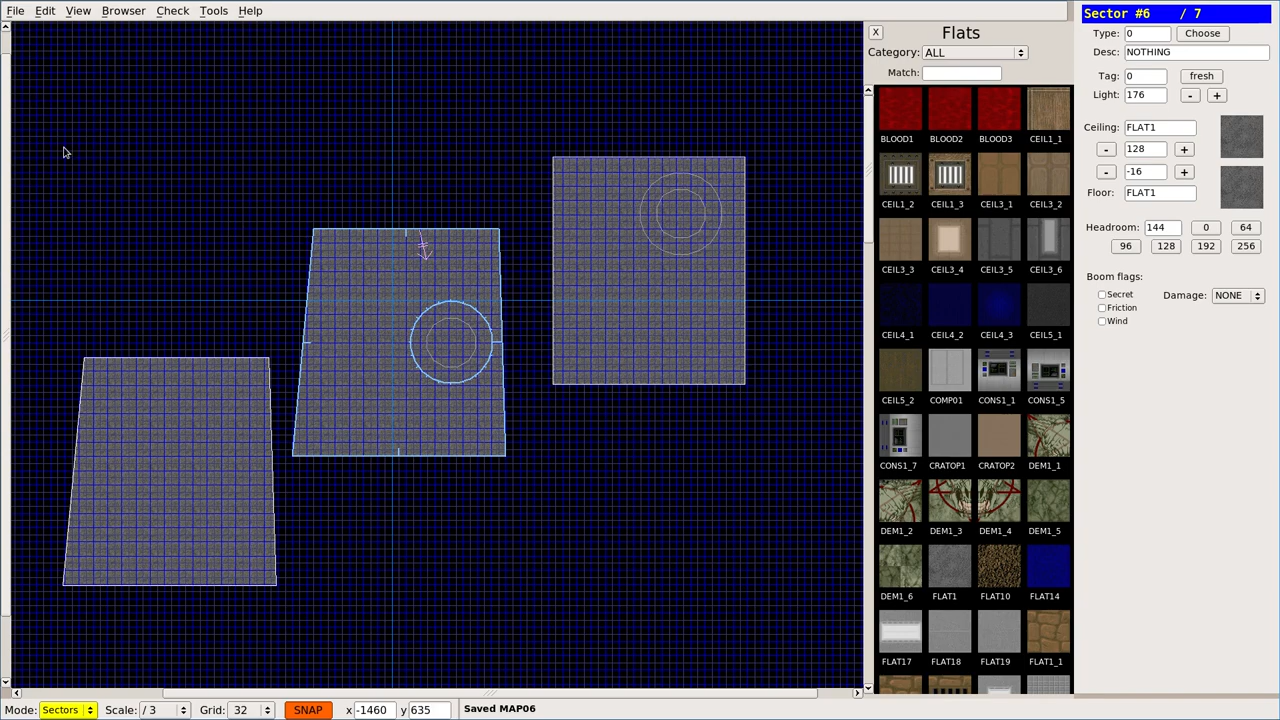 File Edit View Browser Check Tools Help
X Flats
Category: ALL
Match:
BLOOD1 BLOOD2 BLOOD3 CEIL1_1
CEIL1_2 CEIL1_3 CEIL3_1 CEIL3_2
CEIL3_3 CEIL3_4 CEIL3_5 CEIL3_6
CEIL4_1 CEIL4_2 CEIL4_3 CEIL5_1
CEIL5_2 COMP01 CONS1_1 CONS1_5
CONS1_7 CRATOP1 CRATOP2 DEM1_1
DEM1_2 DEM1_3 DEM1_4 DEM1_5
DEM1_6 FLAT1 FLAT10 FLAT14
FLAT17 FLAT18 FLAT19 FLAT1_1
Sector #6 / 7
Type: 0 Choose
Desc: NOTHING
Tag: 0 fresh
Light: 176 - +
Ceiling: FLAT1
- 128 +
- -16 +
Floor: FLAT1
Headroom: 144 0 64
96 128 192 256
Boom flags:
Secret Damage: NONE
Friction
Wind
Mode: Sectors Scale: / 3 Grid: 32 SNAP x -1460 y 635 Saved MAP06